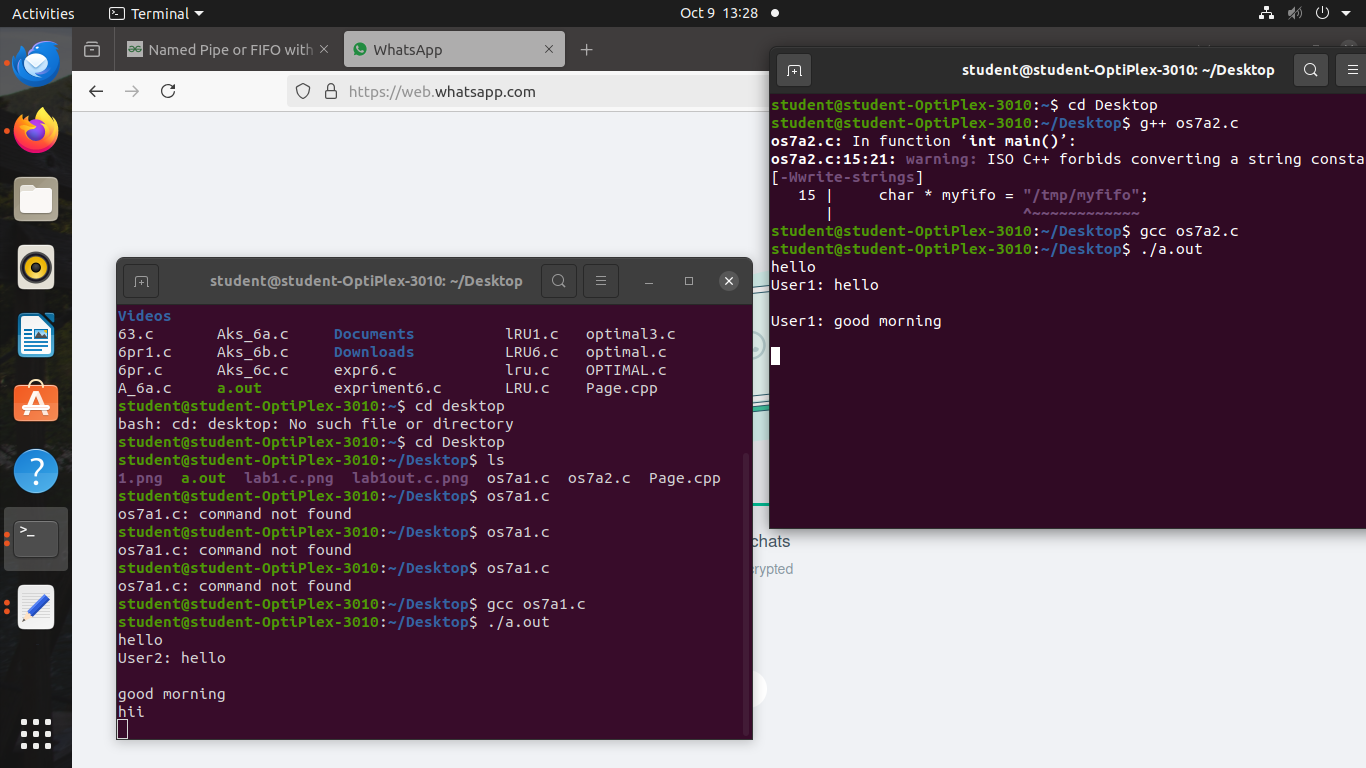 Activities
Terminal
Oct 9 13:28
Named Pipe or FIFO with
WhatsApp
https://web.whatsapp.com
student@student-OptiPlex-3010: ~/Desktop
student@student-OptiPlex-3010:~$ cd Desktop
student@student-OptiPlex-3010:~/Desktop$ g++ os7a2.c
os7a2.c: In function ‘int main()’:
os7a2.c:15:21: warning: ISO C++ forbids converting a string consta
[-Wwrite-strings]
15 | char * myfifo = "/tmp/myfifo";
| ^~~~~~~~~~~~~
student@student-OptiPlex-3010:~/Desktop$ gcc os7a2.c
student@student-OptiPlex-3010:~/Desktop$ ./a.out
hello
User1: hello
User1: good morning
student@student-OptiPlex-3010: ~/Desktop
Videos
63.c Aks_6a.c Documents lRU1.c optimal3.c
6pr1.c Aks_6b.c Downloads LRU6.c optimal.c
6pr.c Aks_6c.c expr6.c lru.c OPTIMAL.c
A_6a.c a.out expriment6.c LRU.c Page.cpp
student@student-OptiPlex-3010:~$ cd desktop
bash: cd: desktop: No such file or directory
student@student-OptiPlex-3010:~$ cd Desktop
student@student-OptiPlex-3010:~/Desktop$ ls
1.png a.out lab1.c.png lab1out.c.png os7a1.c os7a2.c Page.cpp
student@student-OptiPlex-3010:~/Desktop$ os7a1.c
os7a1.c: command not found
student@student-OptiPlex-3010:~/Desktop$ os7a1.c
os7a1.c: command not found
student@student-OptiPlex-3010:~/Desktop$ os7a1.c
os7a1.c: command not found
student@student-OptiPlex-3010:~/Desktop$ gcc os7a1.c
student@student-OptiPlex-3010:~/Desktop$ ./a.out
hello
User2: hello
good morning
hii
chats
crypted